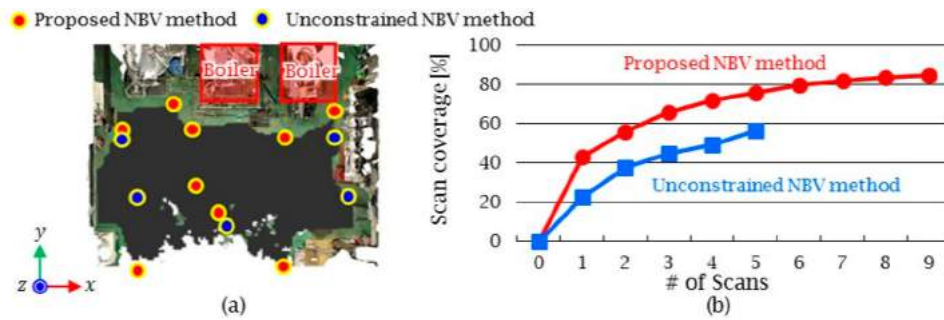 Proposed NBV method Unconstrained NBV method
Boiler Boiler
y
z x
(a)
Scan coverage [%]
100
80
60
40
20
0
Proposed NBV method
Unconstrained NBV method
0 1 2 3 4 5 6 7 8 9
# of Scans
(b)